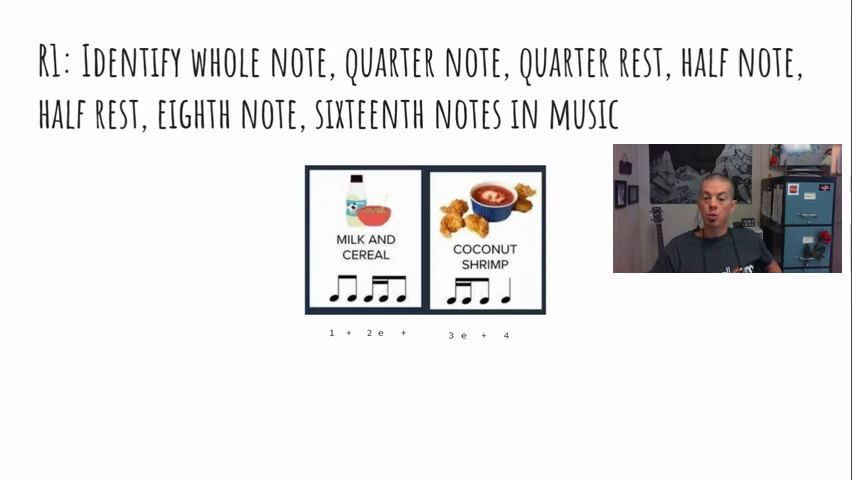 R1: Identify whole note, quarter note, quarter rest, half note,
half rest, eighth note, sixteenth notes in music
MILK AND
CEREAL
COCONUT
SHRIMP
1 + 2 e +
3 e + 4